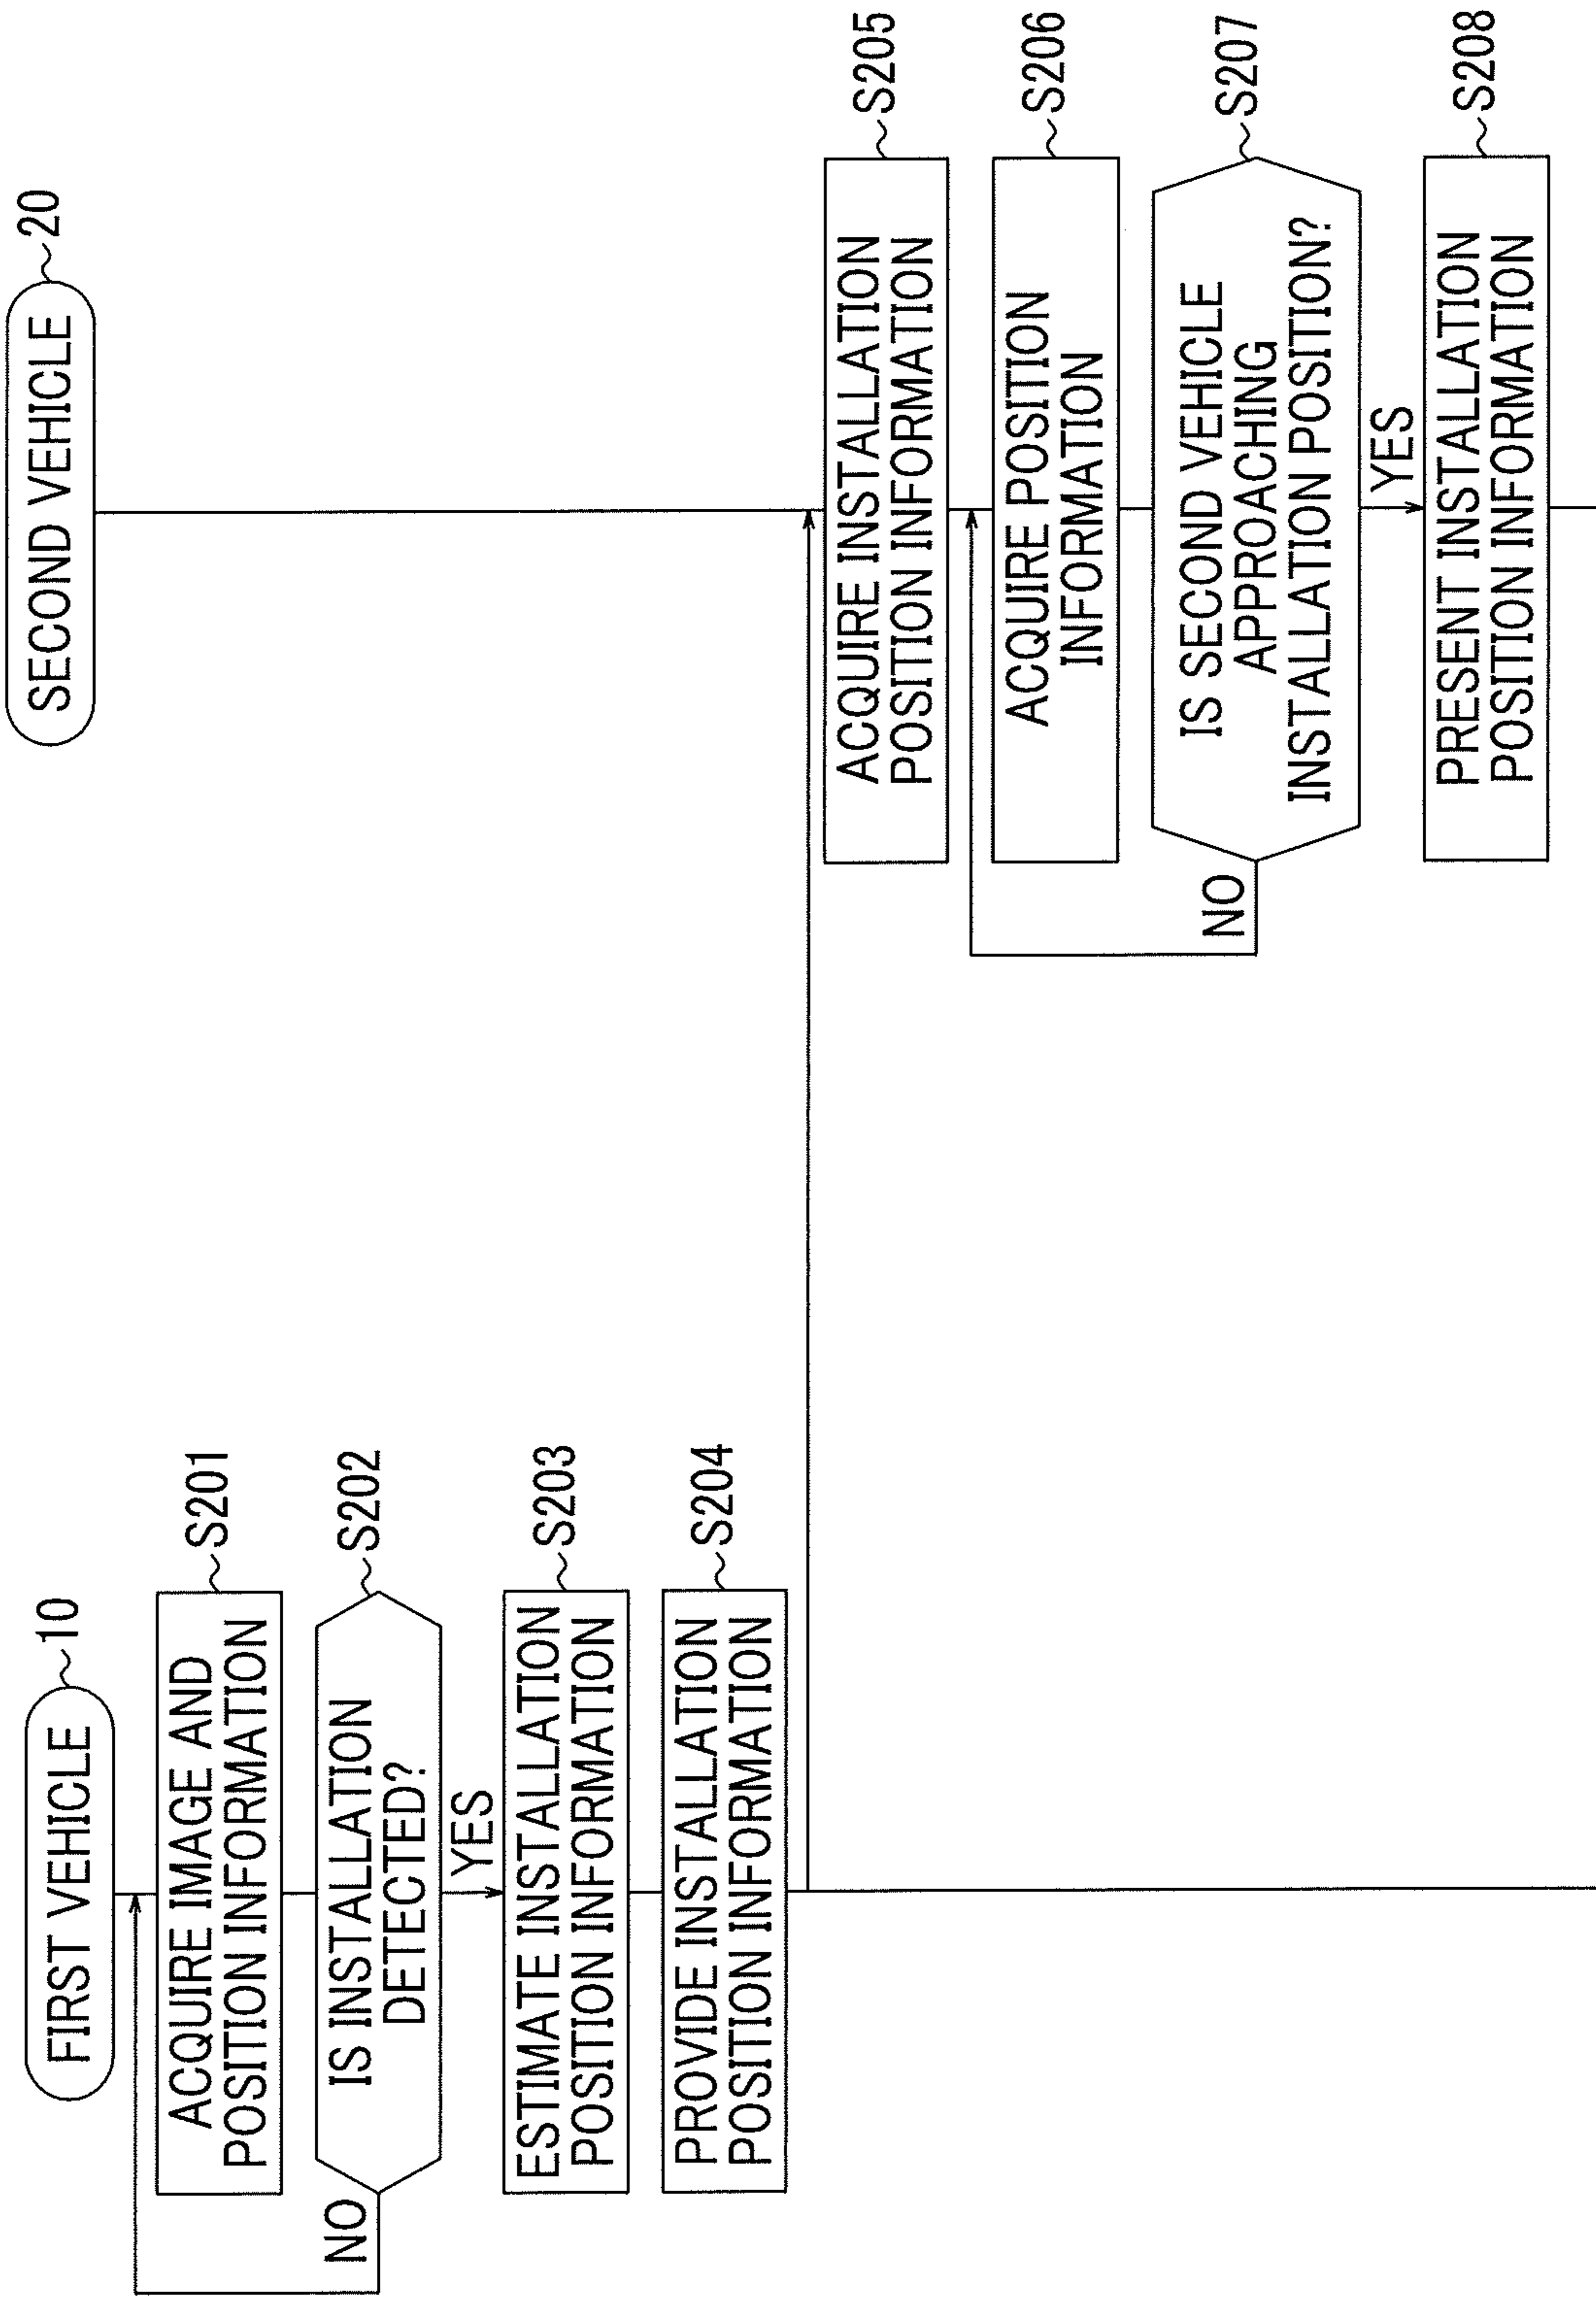 FIRST VEHICLE
10
ACQUIRE IMAGE AND
POSITION INFORMATION
S201
IS INSTALLATION
DETECTED?
S202
NO
YES
ESTIMATE INSTALLATION
POSITION INFORMATION
S203
PROVIDE INSTALLATION
POSITION INFORMATION
S204
SECOND VEHICLE
20
ACQUIRE INSTALLATION
POSITION INFORMATION
S205
ACQUIRE POSITION
INFORMATION
S206
IS SECOND VEHICLE
APPROACHING
INSTALLATION POSITION?
S207
NO
YES
PRESENT INSTALLATION
POSITION INFORMATION
S208